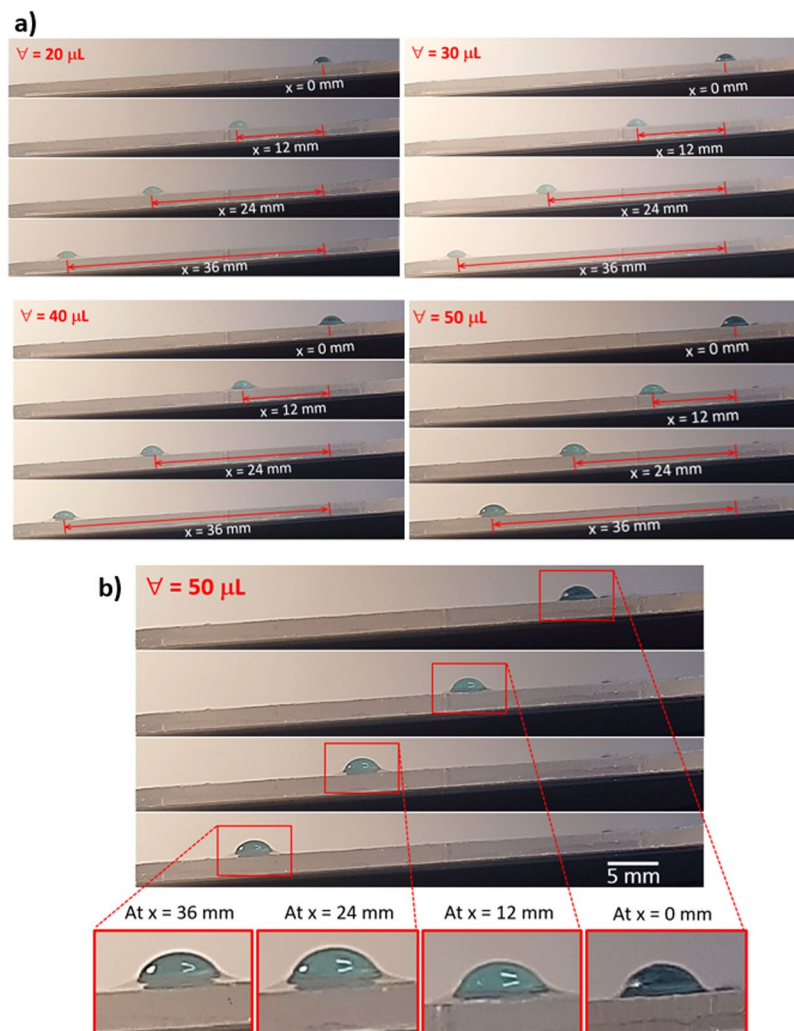 a)
∀ = 20 μL
x = 0 mm
x = 12 mm
x = 24 mm
x = 36 mm
∀ = 30 μL
x = 0 mm
x = 12 mm
x = 24 mm
x = 36 mm
∀ = 40 μL
x = 0 mm
x = 12 mm
x = 24 mm
x = 36 mm
∀ = 50 μL
x = 0 mm
x = 12 mm
x = 24 mm
x = 36 mm
b)
∀ = 50 μL
5 mm
At x = 36 mm
At x = 24 mm
At x = 12 mm
At x = 0 mm